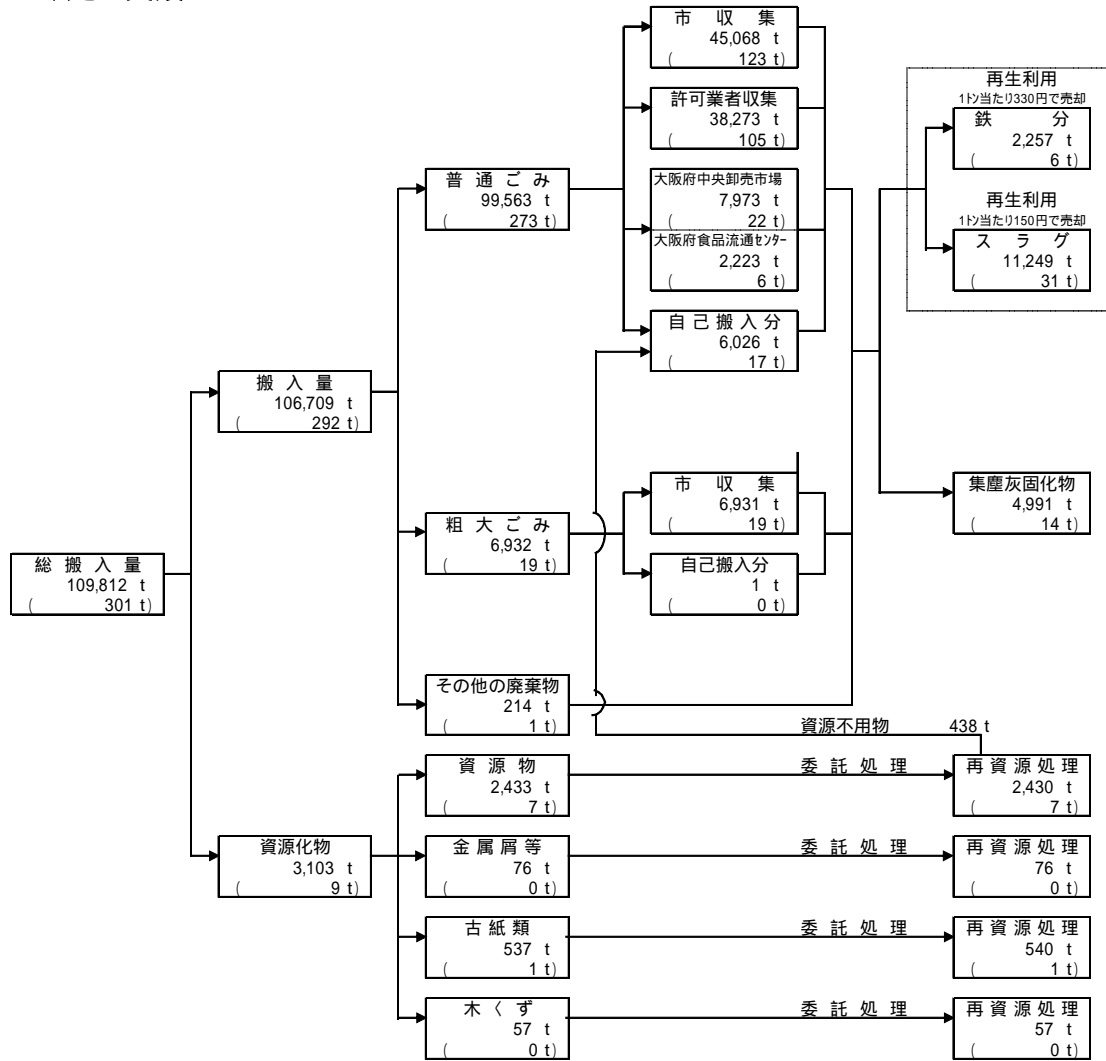 市収集
45,068 t
( 123 t)
許可業者収集
38,273 t
( 105 t)
大阪府中央卸売市場
7,973 t
( 22 t)
大阪府食品流通センター
2,223 t
( 6 t)
自己搬入分
6,026 t
( 17 t)
再生利用
1トン当たり330円で売却
鉄分
2,257 t
( 6 t)
再生利用
1トン当たり150円で売却
スラグ
11,249 t
( 31 t)
普通ごみ
99,563 t
( 273 t)
搬入量
106,709 t
( 292 t)
市収集
6,931 t
( 19 t)
集塵灰固化物
4,991 t
( 14 t)
粗大ごみ
6,932 t
( 19 t)
自己搬入分
1 t
( 0 t)
総搬入量
109,812 t
( 301 t)
その他の廃棄物
214 t
( 1 t)
資源不用物 438 t
資源物
2,433 t
( 7 t)
委託処理
再資源処理
2,430 t
( 7 t)
資源化物
3,103 t
( 9 t)
金属屑等
76 t
( 0 t)
委託処理
再資源処理
76 t
( 0 t)
古紙類
537 t
( 1 t)
委託処理
再資源処理
540 t
( 1 t)
木くず
57 t
( 0 t)
委託処理
再資源処理
57 t
( 0 t)